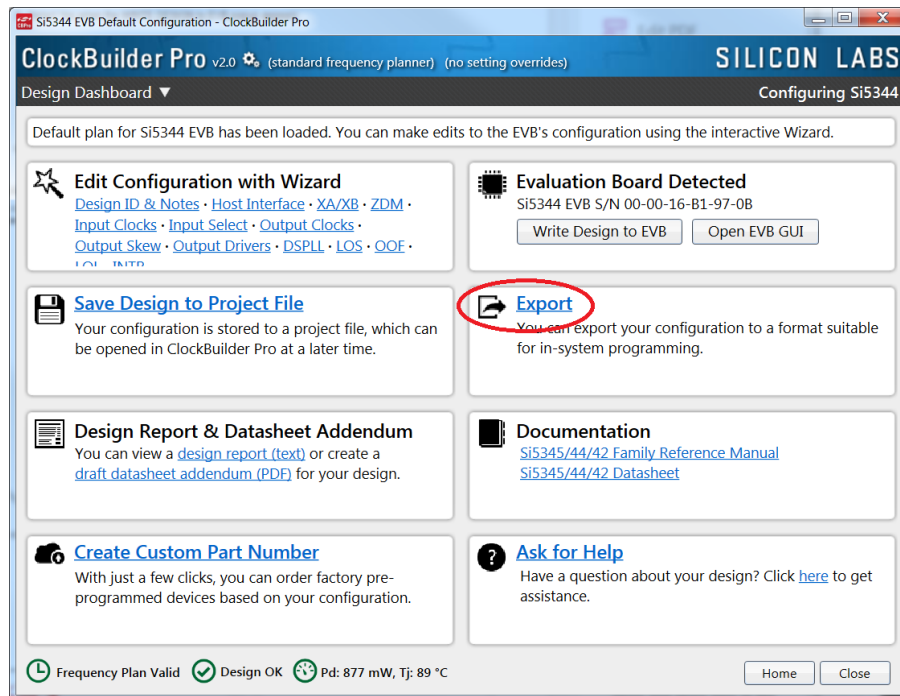 Si5344 EVB Default Configuration - ClockBuilder Pro
ClockBuilder Pro v2.0 (standard frequency planner) (no setting overrides)
SILICON LABS
Design Dashboard ▼
Configuring Si5344
Default plan for Si5344 EVB has been loaded. You can make edits to the EVB's configuration using the interactive Wizard.
Edit Configuration with Wizard
Design ID & Notes · Host Interface · XA/XB · ZDM ·
Input Clocks · Input Select · Output Clocks ·
Output Skew · Output Drivers · DSPLL · LOS · OOF ·
Evaluation Board Detected
Si5344 EVB S/N 00-00-16-B1-97-0B
Write Design to EVB
Open EVB GUI
Save Design to Project File
Your configuration is stored to a project file, which can
be opened in ClockBuilder Pro at a later time.
Export
You can export your configuration to a format suitable
for in-system programming.
Design Report & Datasheet Addendum
You can view a design report (text) or create a
draft datasheet addendum (PDF) for your design.
Documentation
Si5345/44/42 Family Reference Manual
Si5345/44/42 Datasheet
Create Custom Part Number
With just a few clicks, you can order factory pre-
programmed devices based on your configuration.
Ask for Help
Have a question about your design? Click here to get
assistance.
Frequency Plan Valid
Design OK
Pd: 877 mW, Tj: 89 °C
Home
Close